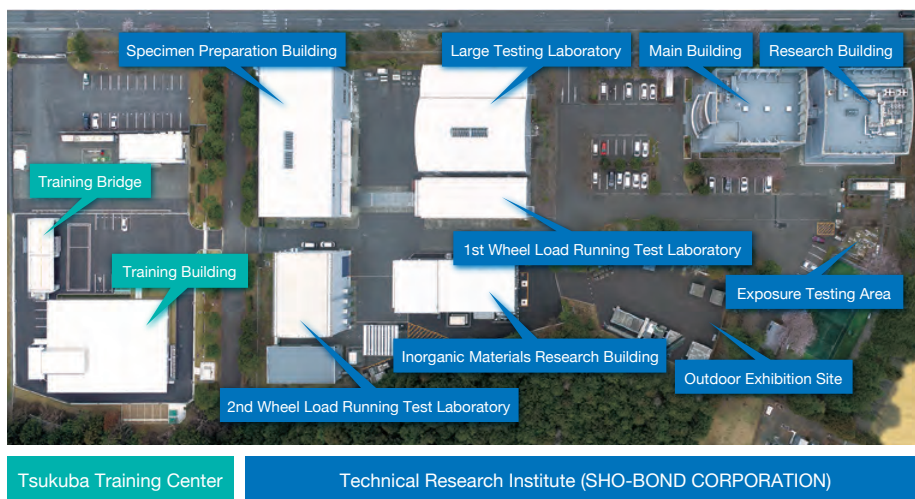 Specimen Preparation Building
Large Testing Laboratory
Main Building
Research Building
Training Bridge
1st Wheel Load Running Test Laboratory
Training Building
Exposure Testing Area
Inorganic Materials Research Building
Outdoor Exhibition Site
2nd Wheel Load Running Test Laboratory
Tsukuba Training Center
Technical Research Institute (SHO-BOND CORPORATION)